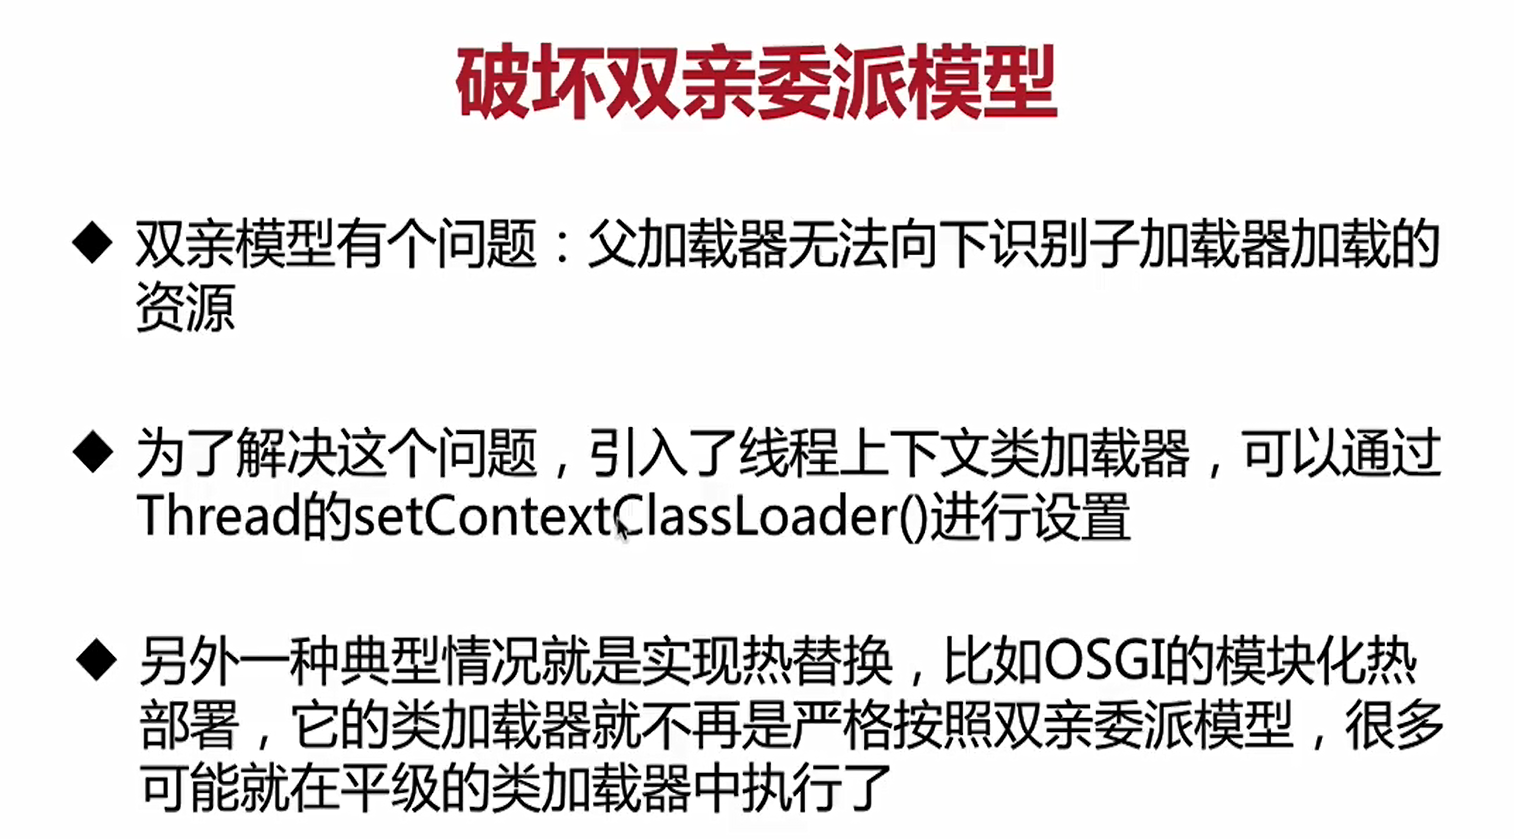 破坏双亲委派模型
◆ 双亲模型有个问题：父加载器无法向下识别子加载器加载的
资源
◆ 为了解决这个问题，引入了线程上下文类加载器，可以通过
Thread的setContextClassLoader()进行设置
◆ 另外一种典型情况就是实现热替换，比如OSGI的模块化热
部署，它的类加载器就不再是严格按照双亲委派模型，很多
可能就在平级的类加载器中执行了